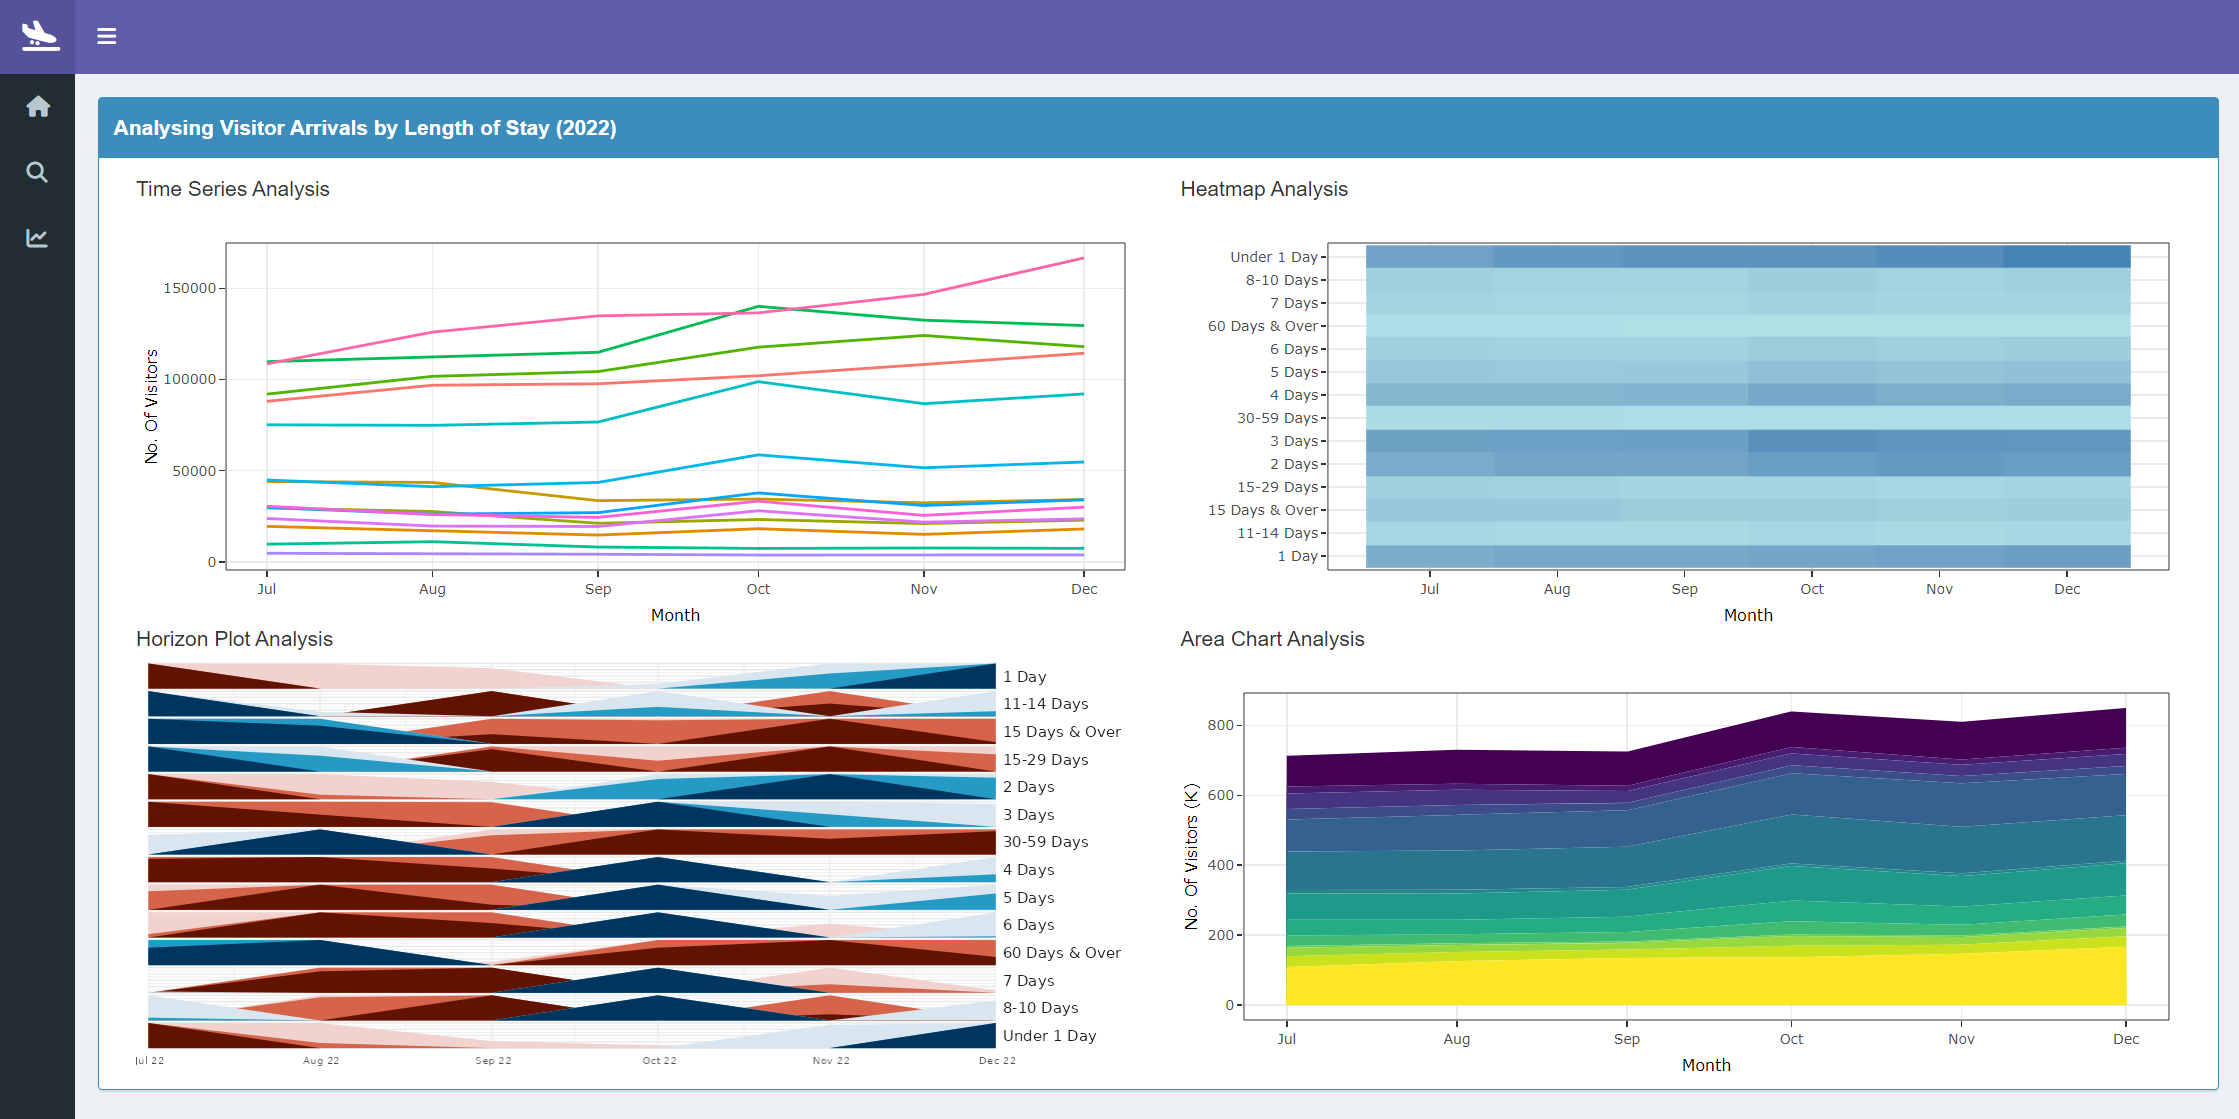 Analysing Visitor Arrivals by Length of Stay (2022)
Time Series Analysis
No. Of Visitors
150000
100000
50000
0
Jul Aug Sep Oct Nov Dec
Month
Heatmap Analysis
Under 1 Day
8-10 Days
7 Days
60 Days & Over
6 Days
5 Days
4 Days
30-59 Days
3 Days
2 Days
15-29 Days
15 Days & Over
11-14 Days
1 Day
Jul Aug Sep Oct Nov Dec
Month
Horizon Plot Analysis
1 Day
11-14 Days
15 Days & Over
15-29 Days
2 Days
3 Days
30-59 Days
4 Days
5 Days
6 Days
60 Days & Over
7 Days
8-10 Days
Under 1 Day
Jul 22 Aug 22 Sep 22 Oct 22 Nov 22 Dec 22
Area Chart Analysis
No. Of Visitors (K)
800
600
400
200
0
Jul Aug Sep Oct Nov Dec
Month